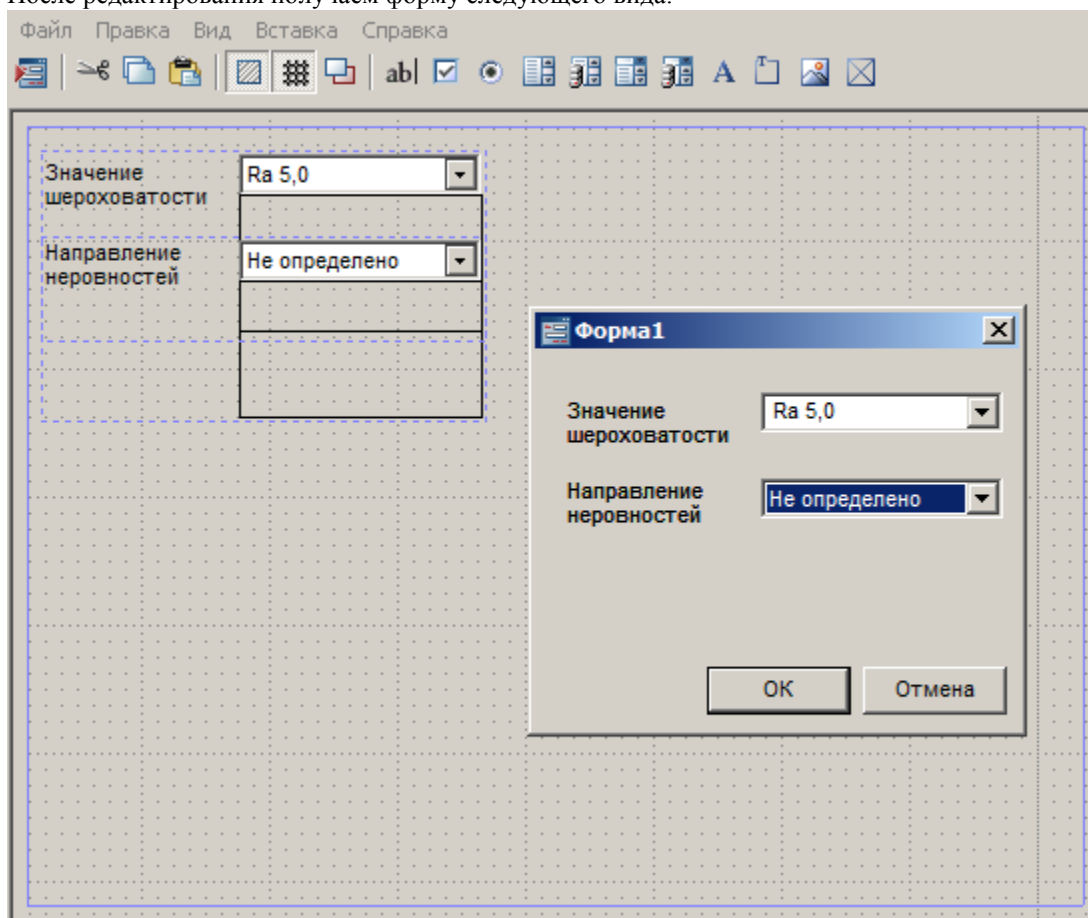 После редактирования получаем форму следующего вида:
Файл Правка Вид Вставка Справка
ab| A
Значение
шероховатости
Ra 5,0
Направление
неровностей
Не определено
Форма1
Значение
шероховатости
Ra 5,0
Направление
неровностей
Не определено
ОК
Отмена